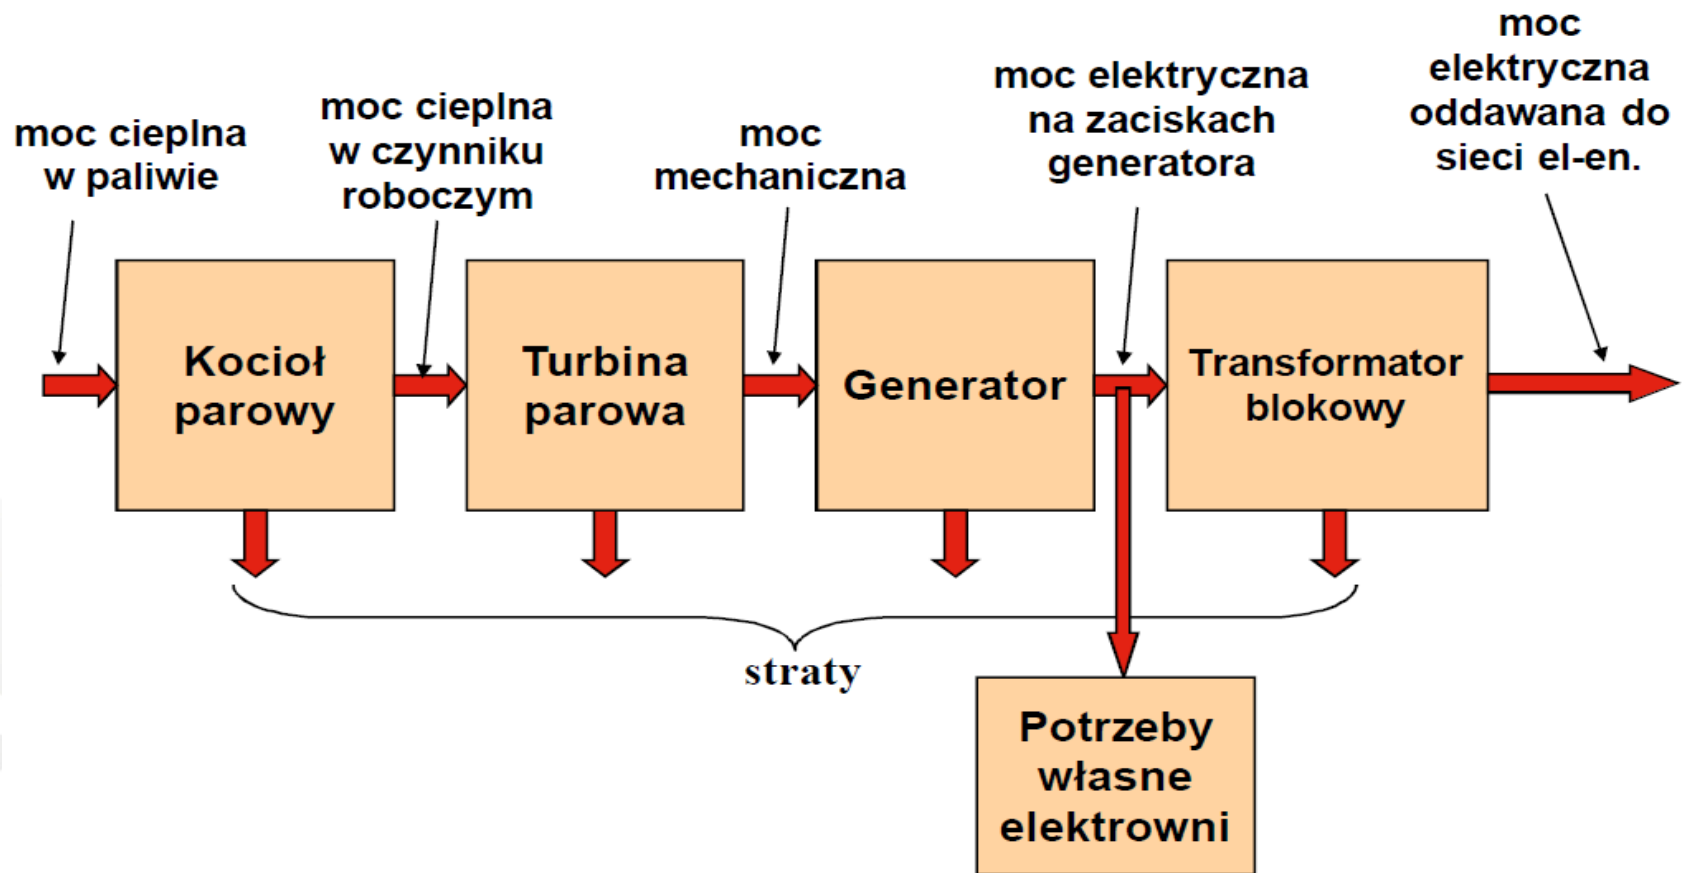 moc cieplna
w paliwie
moc cieplna
w czynniku
roboczym
moc
mechaniczna
moc elektryczna
na zaciskach
generatora
moc
elektryczna
oddawana do
sieci el-en.
Kocioł
parowy
Turbina
parowa
Generator
Transformator
blokowy
straty
Potrzeby
własne
elektrowni